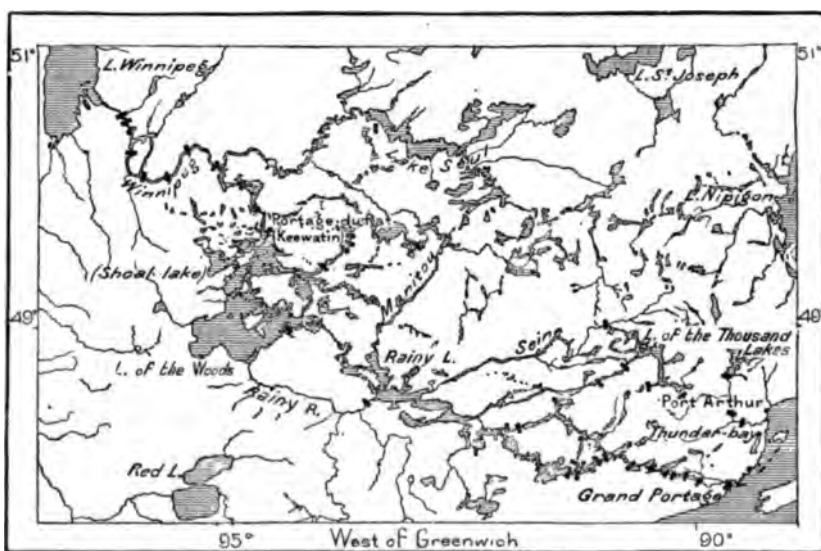 51°
51°
L. Winnipeg
L. St. Joseph
Lake Seul
Winnipeg
L. Nipigon
Portage-du-rat
Keewatin)
Manitou
(Shoal-lake)
49°
49°
Seine
L. of the Thousand
Lakes
Rainy L.
L. of the Woods
Rainy R.
Port Arthur
Thunder-bay
Red L.
Grand Portage
95°
West of Greenwich
90°